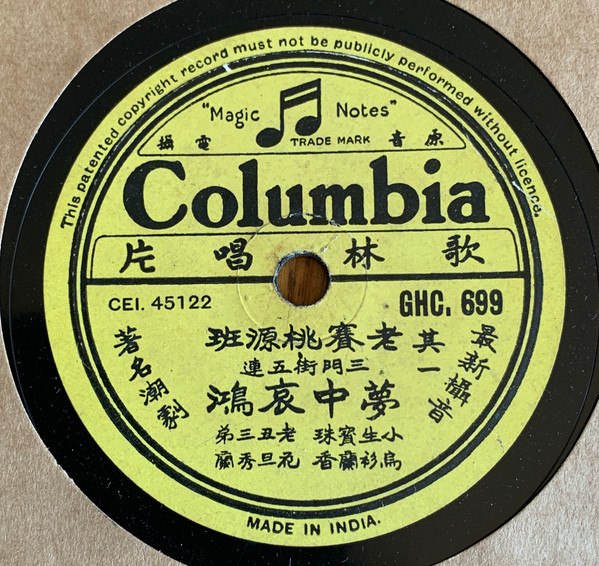 This patented copyright record must not be publicly performed without licence.
"Magic Notes"
TRADE MARK
原音電攝
Columbia
歌林唱片
CEI. 45122
GHC. 699
最新攝音
其一
老賽桃源班
三門街五連
夢中哀鴻
小生寶珠 老丑三弟
烏衫蘭香 花旦秀蘭
著名潮劇
MADE IN INDIA.